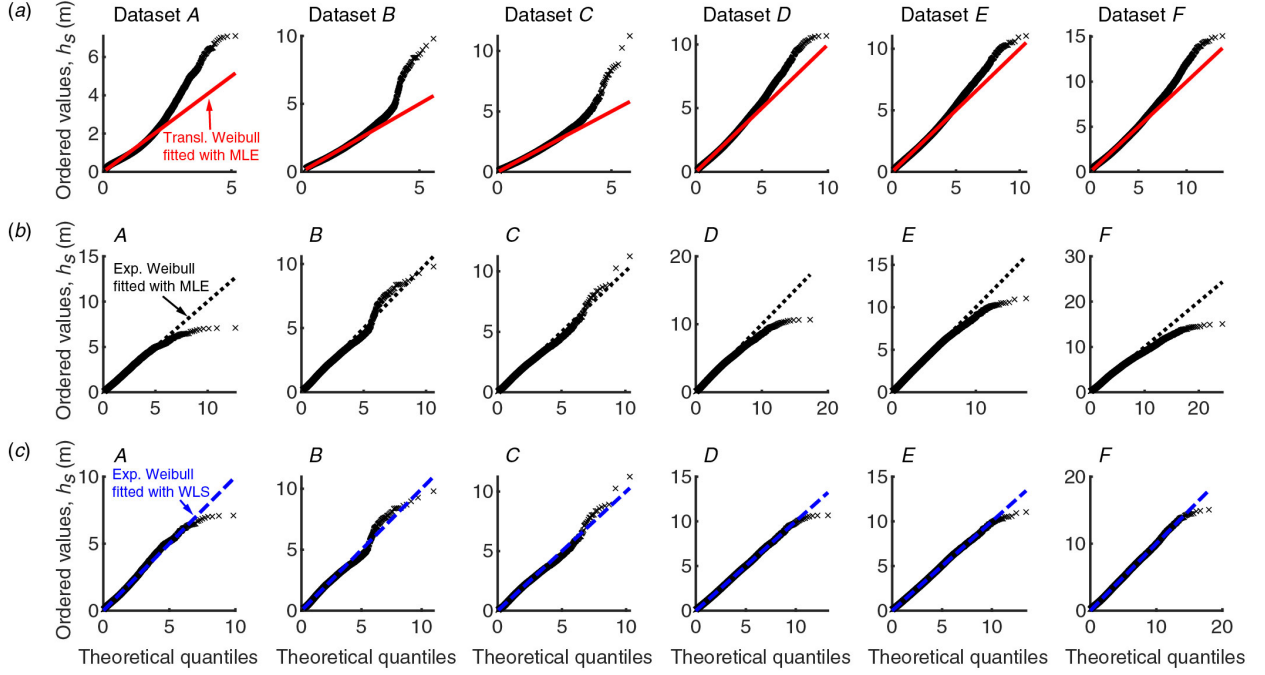 (a) Dataset A Dataset B Dataset C Dataset D Dataset E Dataset F
Ordered values, hs (m)
6
4
2
0
0 5
Transl. Weibull
fitted with MLE
10
5
0
0 5
10
5
0
0 5
10
5
0
0 5 10
10
5
0
0 5 10
15
10
5
0
0 10
(b) A B C D E F
Ordered values, hs (m)
15
10
5
0
0 5 10
Exp. Weibull
fitted with MLE
10
5
0
0 5 10
10
5
0
0 5 10
20
10
0
0 10 20
15
10
5
0
0 10
30
20
10
0
0 10 20
(c) A B C D E F
Ordered values, hs (m)
10
5
0
0 5 10
Exp. Weibull
fitted with WLS
10
5
0
0 5 10
10
5
0
0 5 10
15
10
5
0
0 5 10
15
10
5
0
0 5 10
20
10
0
0 10 20
Theoretical quantiles Theoretical quantiles Theoretical quantiles Theoretical quantiles Theoretical quantiles Theoretical quantiles